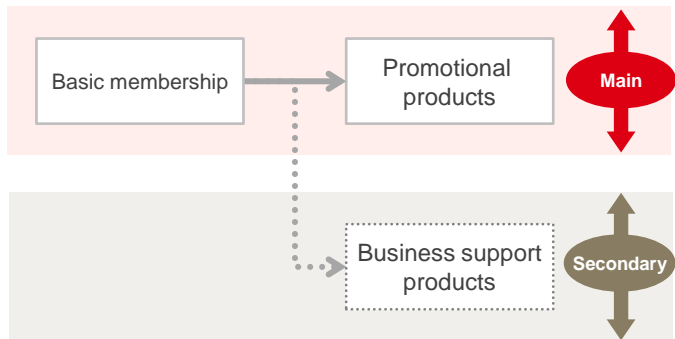 Basic membership
Promotional
products
Main
Business support
products
Secondary